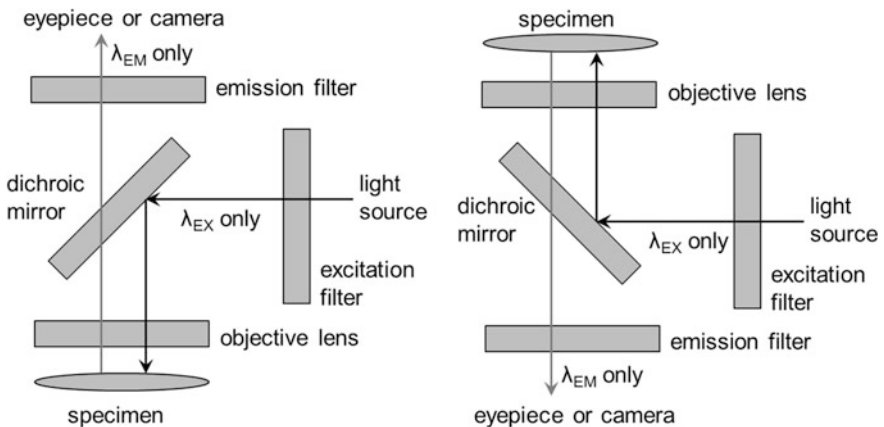 eyepiece or camera
λEM only
emission filter
dichroic
mirror
light
source
λEX only
excitation
filter
objective lens
specimen
specimen
objective lens
dichroic
mirror
light
source
λEX only
excitation
filter
emission filter
λEM only
eyepiece or camera